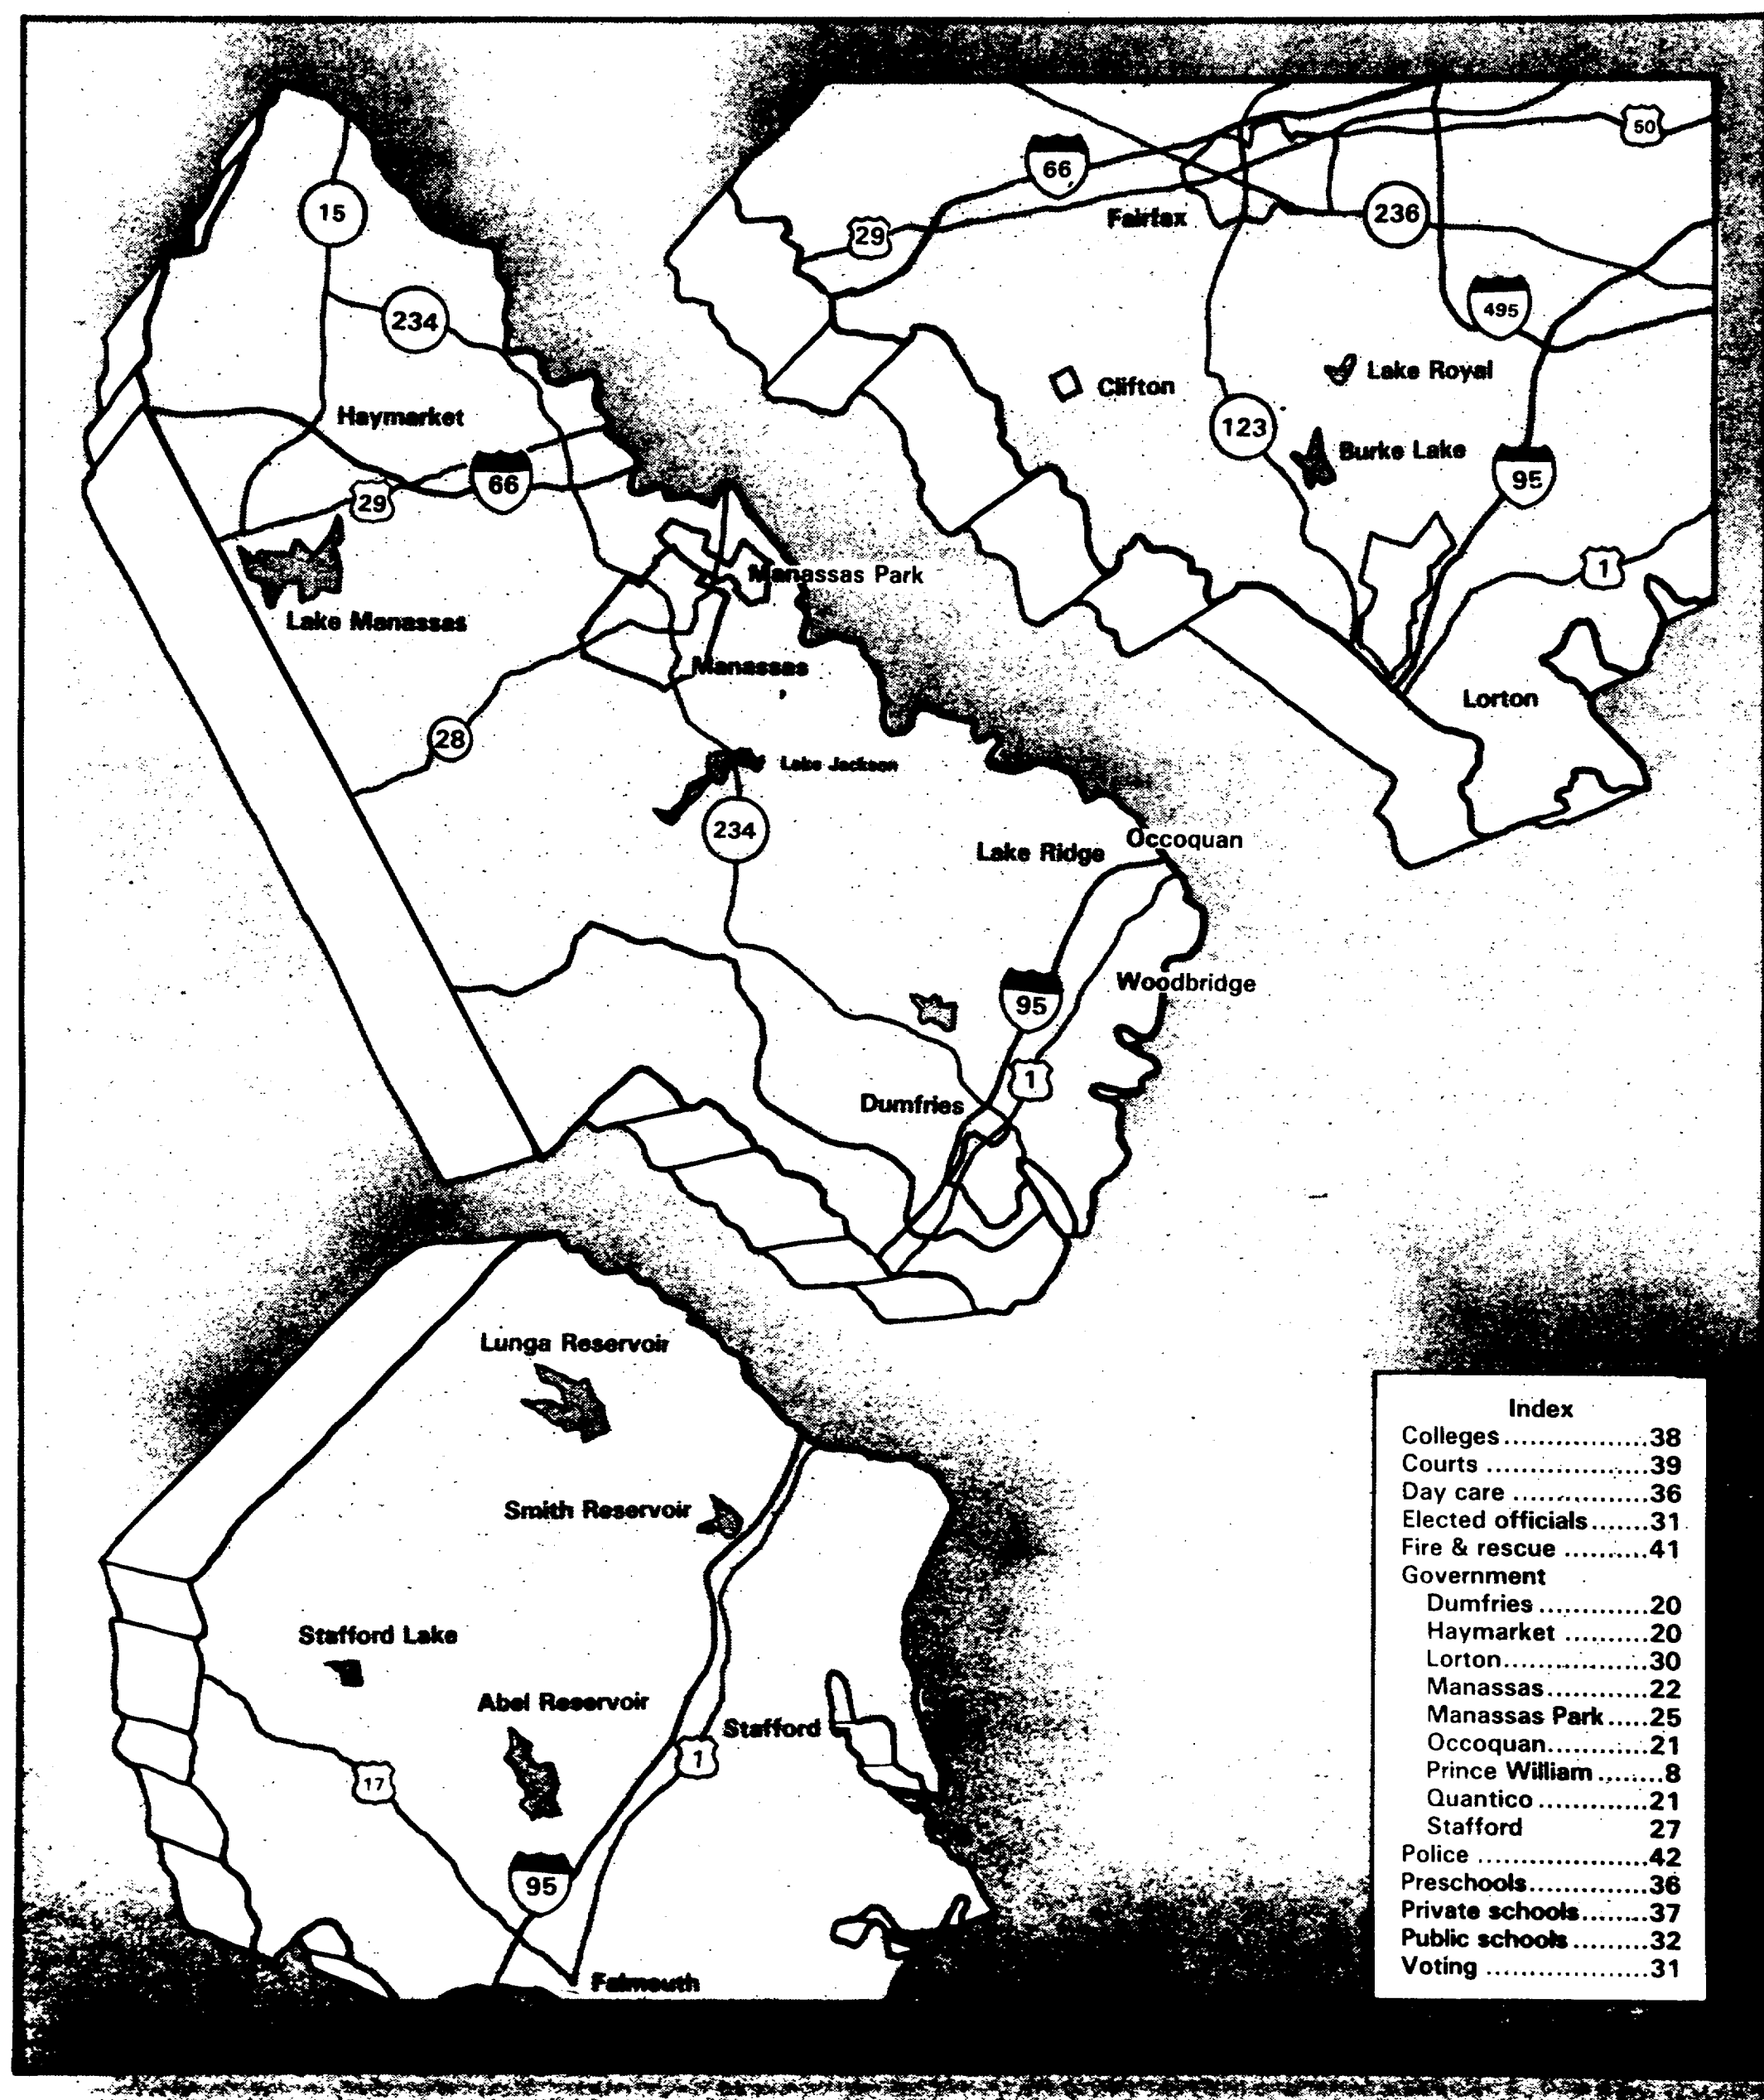 50
66
15
236
Fairfax
29
495
234
Lake Royal
Clifton
Haymarket
123
Burke Lake
95
66
29
1
Manassas Park
Lake Manassas
Manassas
Lorton
28
Lake Jackson
234
Occoquan
Lake Ridge
Woodbridge
95
1
Dumfries
Lunga Reservoir
Smith Reservoir
Stafford Lake
Abel Reservoir
Stafford
1
17
95
Falmouth
Index
Colleges.................38
Courts ...................39
Day care ................36
Elected officials.......31
Fire & rescue ..........41
Government
Dumfries .............20
Haymarket ..........20
Lorton.................30
Manassas............22
Manassas Park.....25
Occoquan............21
Prince William ........8
Quantico .............21
Stafford 27
Police ....................42
Preschools..............36
Private schools........37
Public schools .........32
Voting ...................31